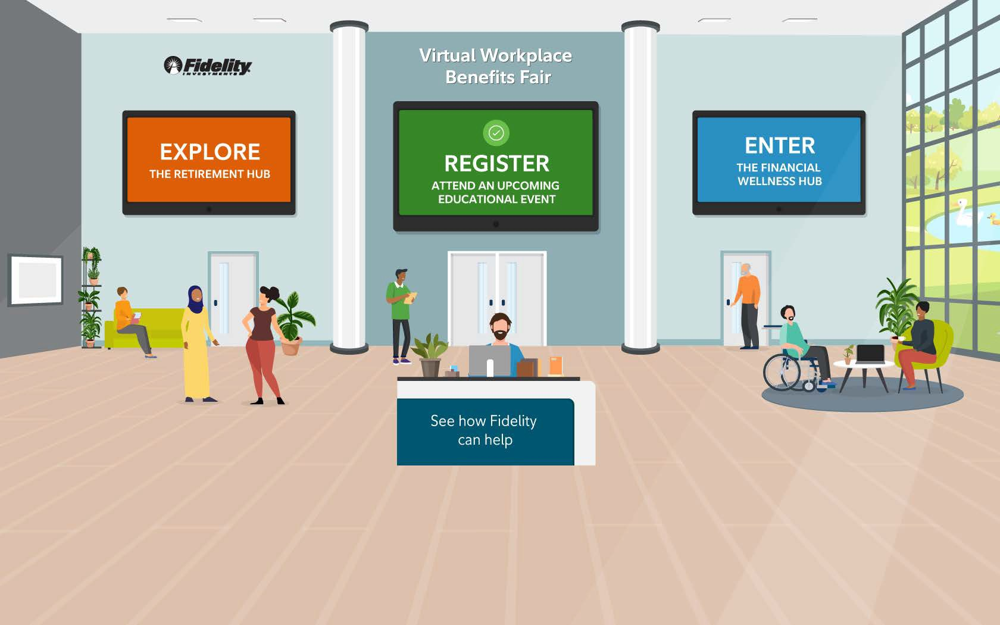 Fidelity
INVESTMENTS
Virtual Workplace
Benefits Fair
EXPLORE
THE RETIREMENT HUB
REGISTER
ATTEND AN UPCOMING
EDUCATIONAL EVENT
ENTER
THE FINANCIAL
WELLNESS HUB
See how Fidelity
can help